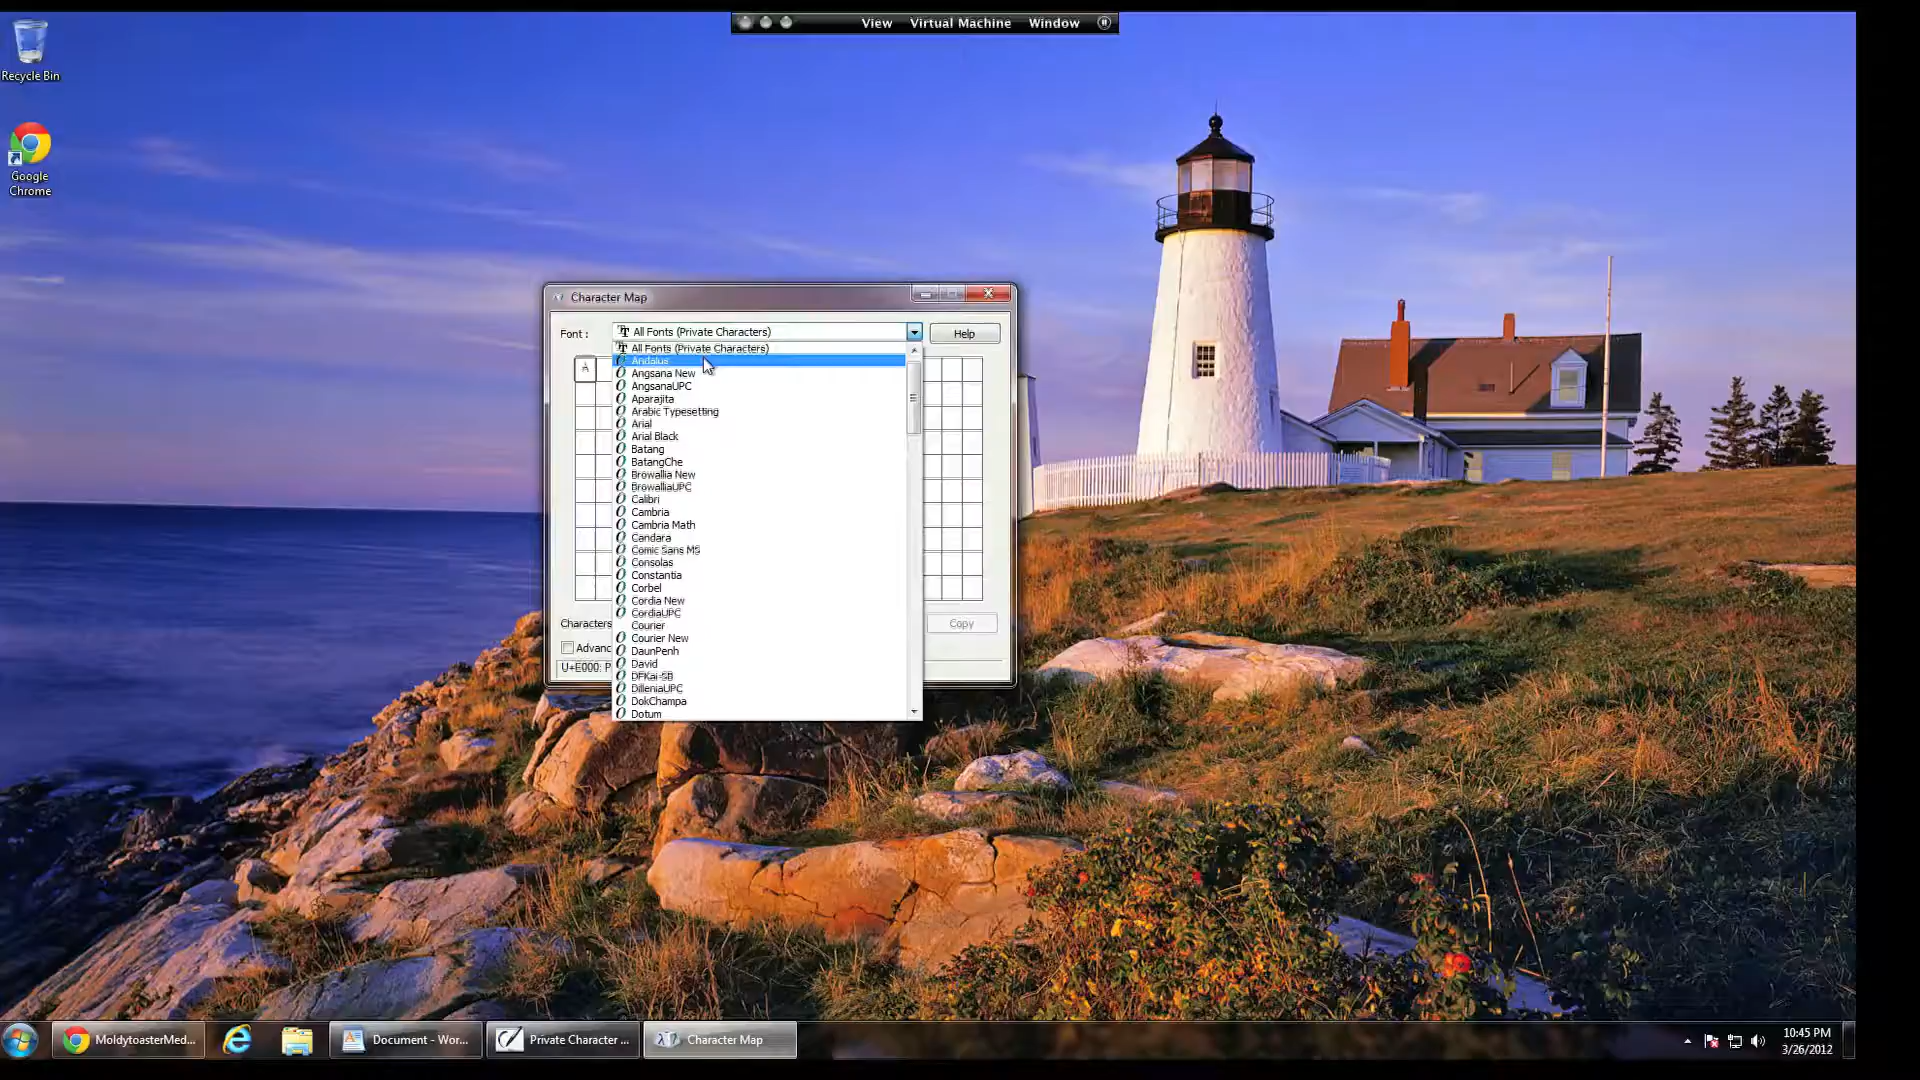 View Virtual Machine Window
Recycle Bin
Google
Chrome
Character Map
Font :
All Fonts (Private Characters)
Help
All Fonts (Private Characters)
Andalus
Angsana New
AngsanaUPC
Aparajita
Arabic Typesetting
Arial
Arial Black
Batang
BatangChe
Browallia New
BrowalliaUPC
Calibri
Cambria
Cambria Math
Candara
Comic Sans MS
Consolas
Constantia
Corbel
Cordia New
CordiaUPC
Courier
Courier New
DaunPenh
David
DFKai-SB
DilleniaUPC
DokChampa
Dotum
Characters
Copy
Advanc
U+E000: P
MoldytoasterMed...
Document - Wor...
Private Character ...
Character Map
10:45 PM
3/26/2012